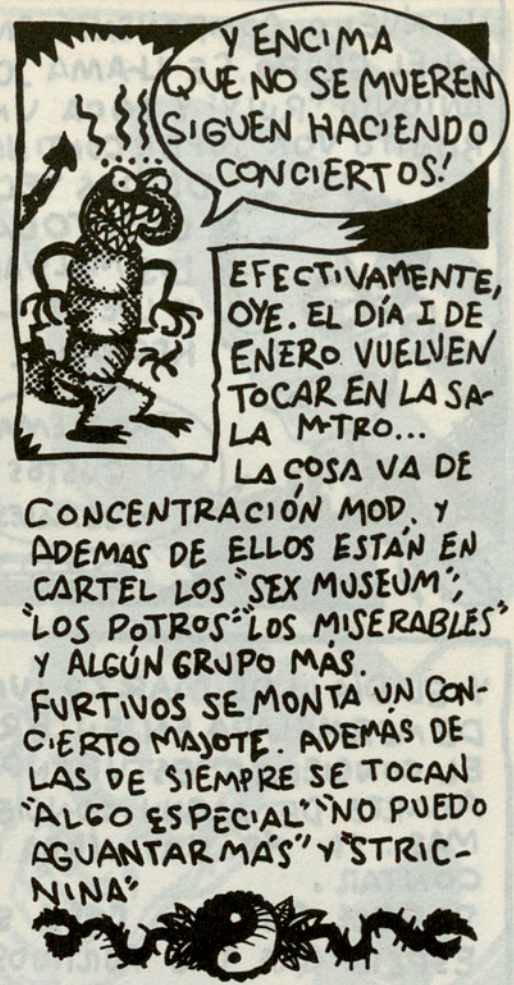 Y ENCIMA
QUE NO SE MUEREN
SIGUEN HACIENDO
CONCIERTOS!
EFECTIVAMENTE,
OYE. EL DÍA I DE
ENERO VUELVEN
TOCAR EN LA SA-
LA M-TRO...
LA COSA VA DE
CONCENTRACIÓN MOD. Y
ADEMAS DE ELLOS ESTÁN EN
CARTEL LOS "SEX MUSEUM",
"LOS POTROS" "LOS MISERABLES"
Y ALGÚN GRUPO MÁS.
FURTIVOS SE MONTA UN CON-
CIERTO MAJOTE. ADEMÁS DE
LAS DE SIEMPRE SE TOCAN
"ALGO ESPECIAL" "NO PUEDO
AGUANTAR MÁS" Y "STRIC-
NINA"